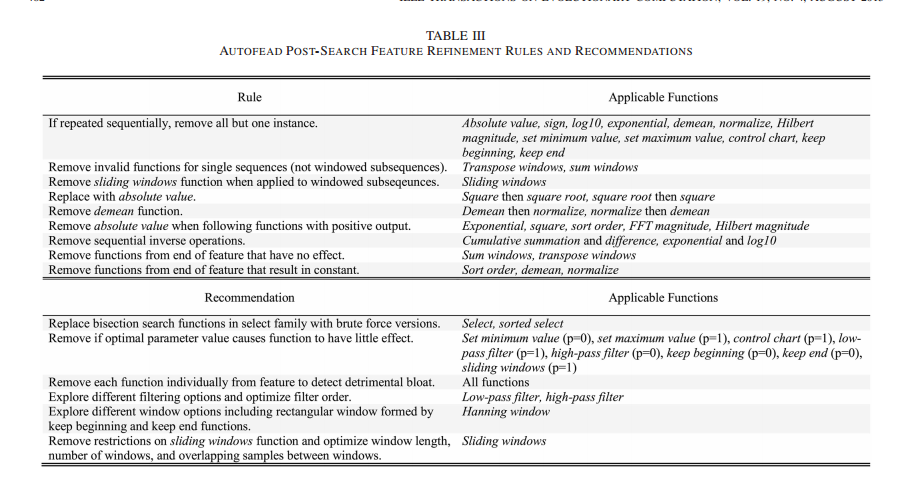 TABLE III
AUTOFEAD POST-SEARCH FEATURE REFINEMENT RULES AND RECOMMENDATIONS
Rule Applicable Functions
If repeated sequentially, remove all but one instance. Absolute value, sign, log10, exponential, demean, normalize, Hilbert
magnitude, set minimum value, set maximum value, control chart, keep
beginning, keep end
Remove invalid functions for single sequences (not windowed subsequences). Transpose windows, sum windows
Remove sliding windows function when applied to windowed subseqeunces. Sliding windows
Replace with absolute value. Square then square root, square root then square
Remove demean function. Demean then normalize, normalize then demean
Remove absolute value when following functions with positive output. Exponential, square, sort order, FFT magnitude, Hilbert magnitude
Remove sequential inverse operations. Cumulative summation and difference, exponential and log10
Remove functions from end of feature that have no effect. Sum windows, transpose windows
Remove functions from end of feature that result in constant. Sort order, demean, normalize
Recommendation Applicable Functions
Replace bisection search functions in select family with brute force versions. Select, sorted select
Remove if optimal parameter value causes function to have little effect. Set minimum value (p=0), set maximum value (p=1), control chart (p=1), low-
pass filter (p=1), high-pass filter (p=0), keep beginning (p=0), keep end (p=0),
sliding windows (p=1)
Remove each function individually from feature to detect detrimental bloat. All functions
Explore different filtering options and optimize filter order. Low-pass filter, high-pass filter
Explore different window options including rectangular window formed by Hanning window
keep beginning and keep end functions.
Remove restrictions on sliding windows function and optimize window length, Sliding windows
number of windows, and overlapping samples between windows.